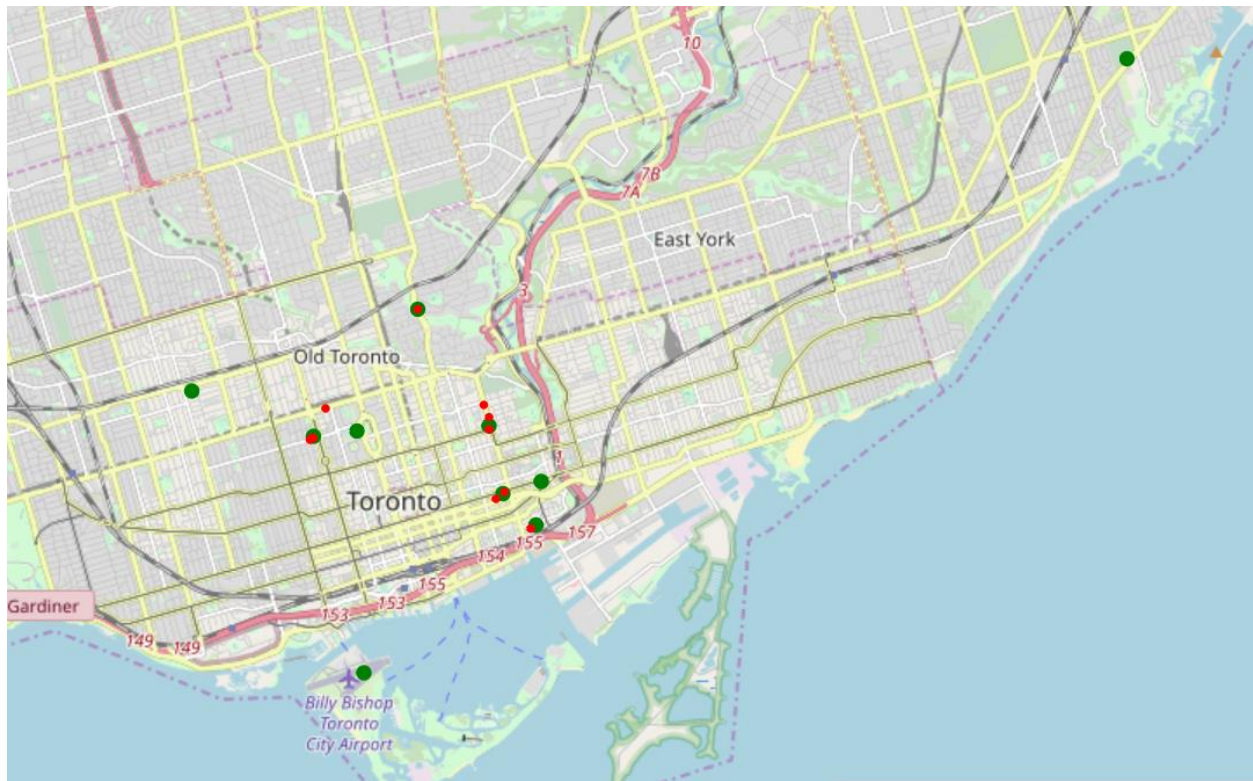 10
7B
7A
East York
3
Old Toronto
1
Toronto
157
155
154
155
153
153
Gardiner
149
149
Billy Bishop
Toronto
City Airport